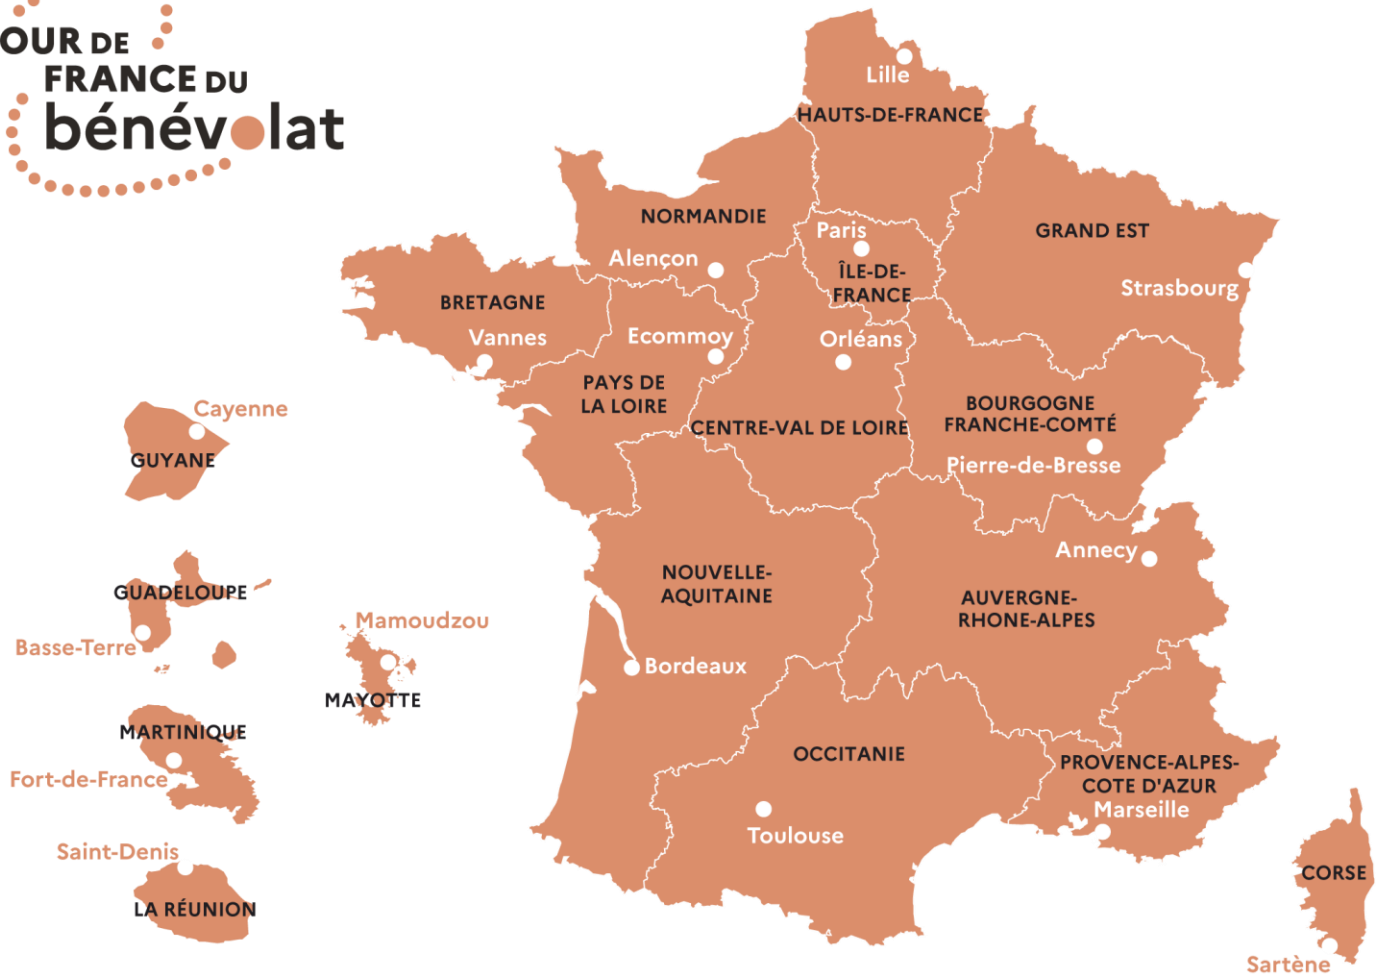 OUR DE
FRANCE DU
bénévolat
Lille
HAUTS-DE-FRANCE
NORMANDIE
Alençon
Paris
ÎLE-DE-
FRANCE
GRAND EST
Strasbourg
BRETAGNE
Vannes
Ecommoy
PAYS DE
LA LOIRE
Orléans
CENTRE-VAL DE LOIRE
BOURGOGNE
FRANCHE-COMTÉ
Pierre-de-Bresse
Cayenne
GUYANE
Annecy
AUVERGNE-
RHONE-ALPES
NOUVELLE-
AQUITAINE
Bordeaux
GUADELOUPE
Basse-Terre
Mamoudzou
MAYOTTE
MARTINIQUE
Fort-de-France
OCCITANIE
Toulouse
PROVENCE-ALPES-
COTE D'AZUR
Marseille
Saint-Denis
LA RÉUNION
CORSE
Sartène